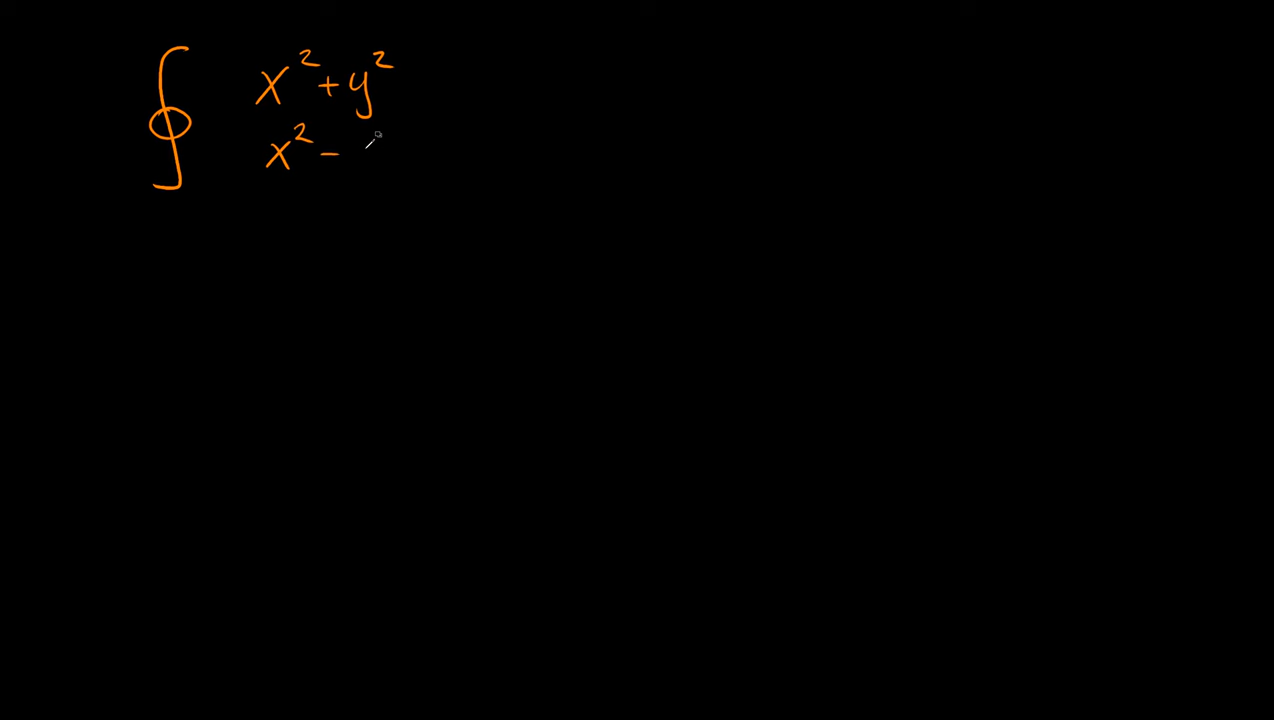 ∮ x² + y²
x² -